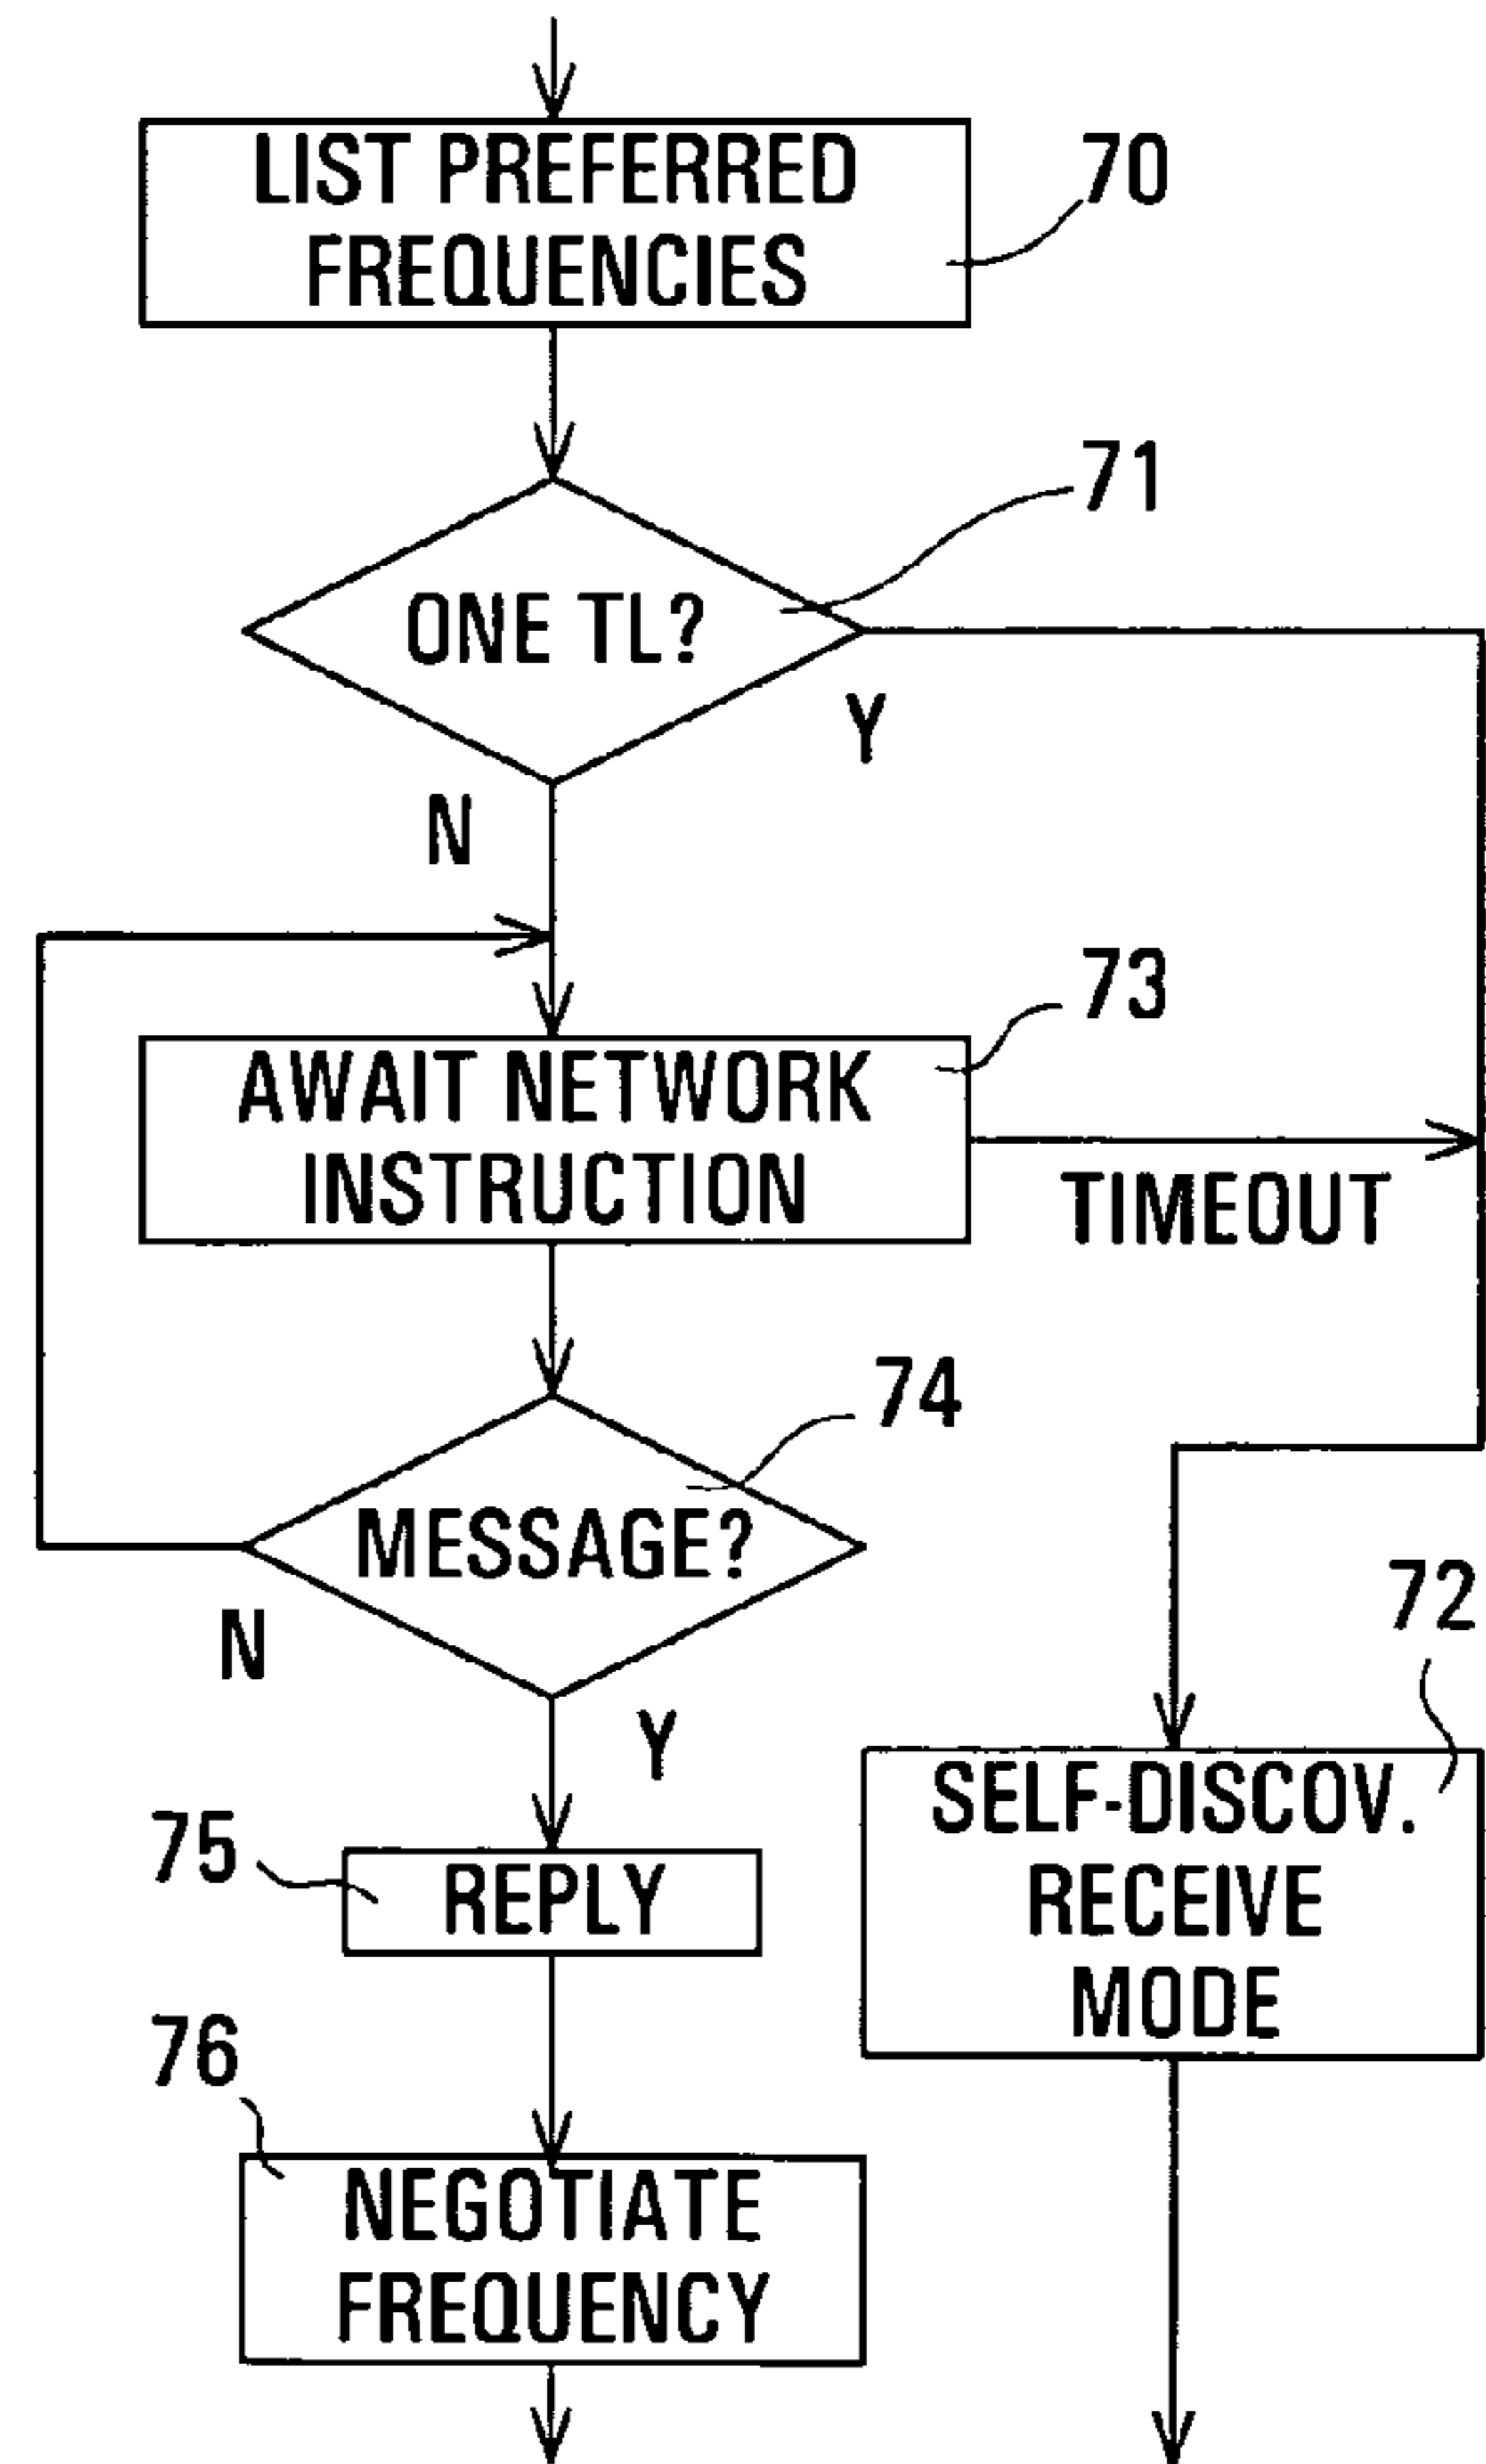 LIST PREFERRED
FREQUENCIES
70
71
ONE TL?
Y
N
73
AWAIT NETWORK
INSTRUCTION
TIMEOUT
74
MESSAGE?
N
Y
72
SELF-DISCOV.
RECEIVE
MODE
75
REPLY
76
NEGOTIATE
FREQUENCY